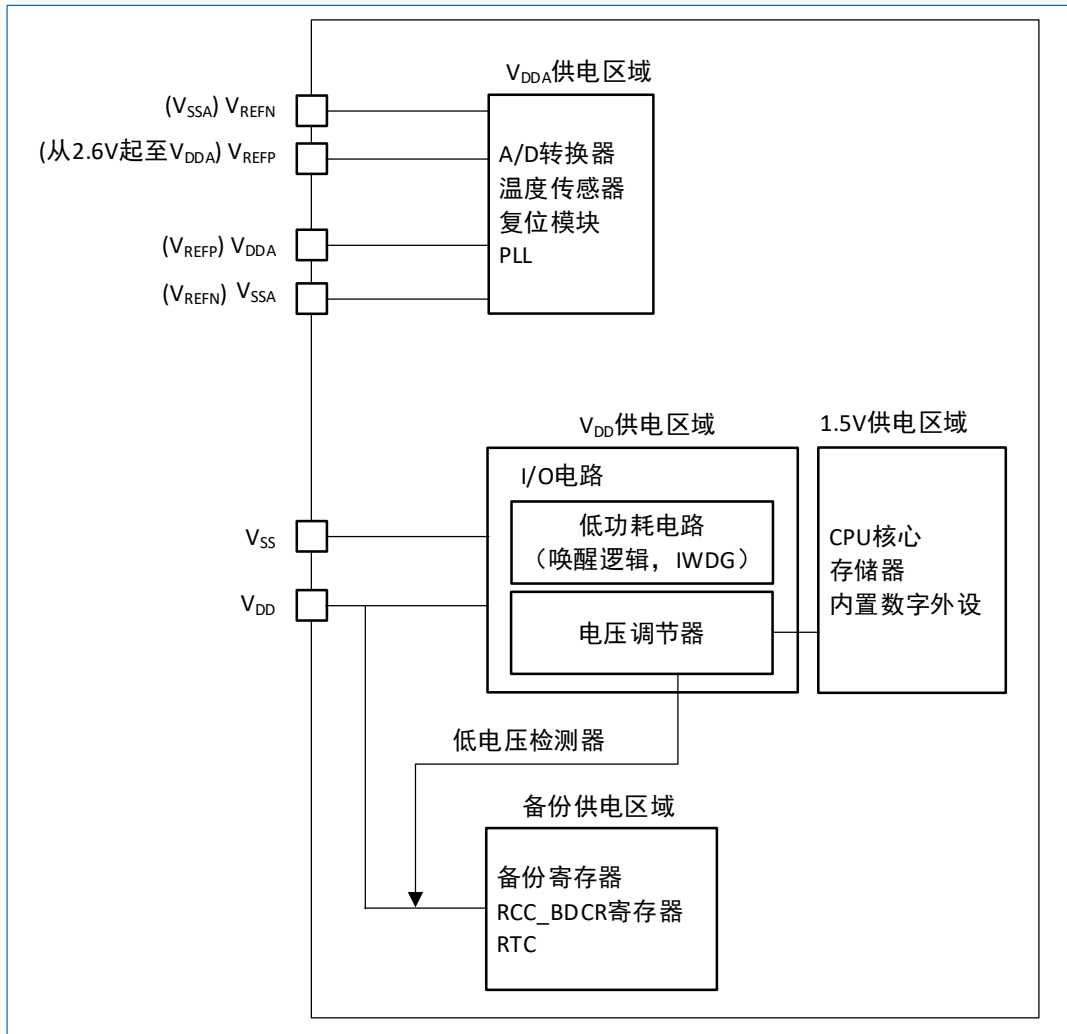 VDDA供电区域
(VSSA) VREFN
(从2.6V起至VDDA) VREFP
A/D转换器
温度传感器
复位模块
PLL
(VREFP) VDDA
(VREFN) VSSA
VDD供电区域
1.5V供电区域
I/O电路
低功耗电路
（唤醒逻辑，IWDG）
VSS
VDD
电压调节器
CPU核心
存储器
内置数字外设
低电压检测器
备份供电区域
备份寄存器
RCC_BDCR寄存器
RTC